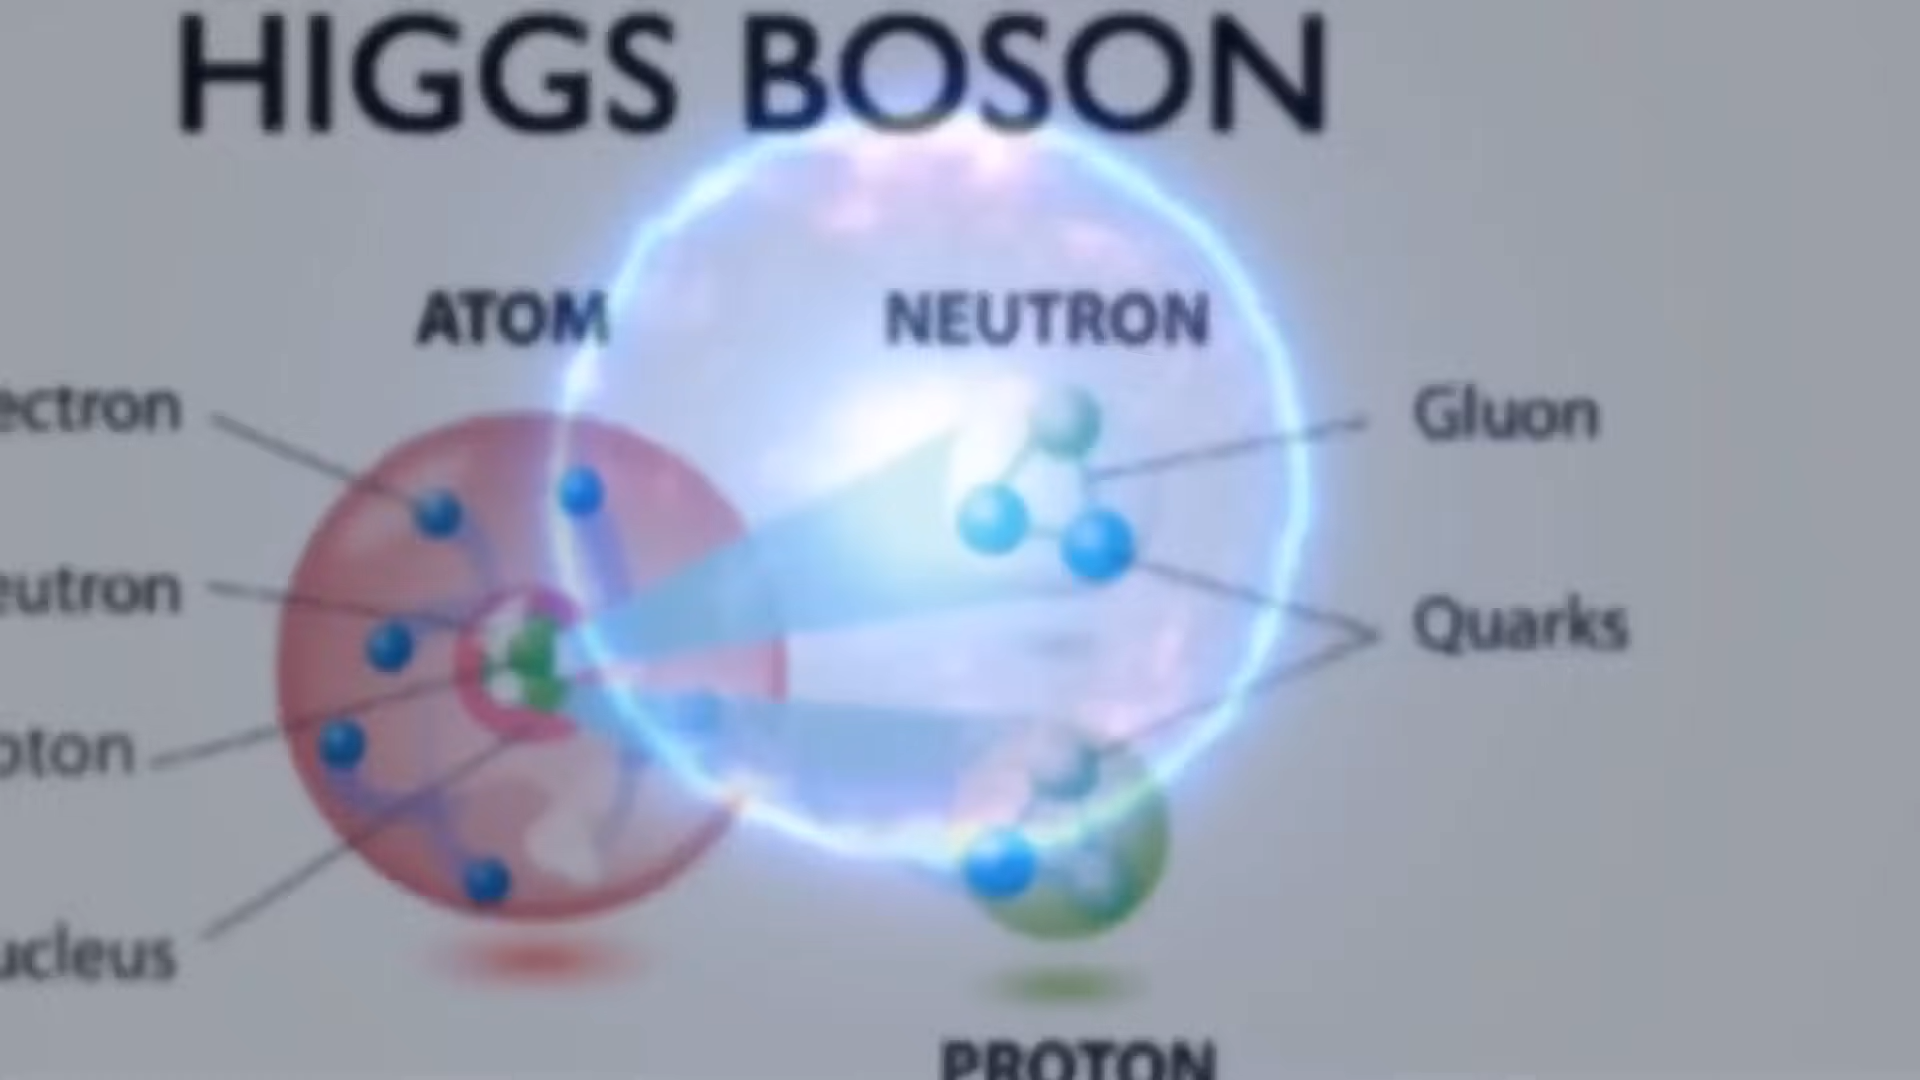 HIGGS BOSON
ATOM
NEUTRON
ectron
Gluon
eutron
Quarks
oton
ucleus
PROTON